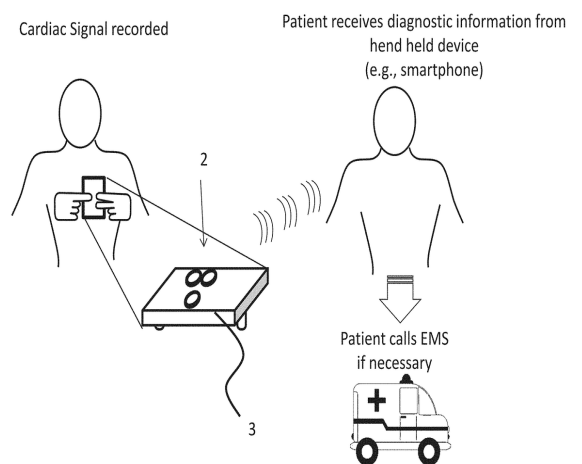 Cardiac Signal recorded
Patient receives diagnostic information from
hend held device
(e.g., smartphone)
2
3
Patient calls EMS
if necessary